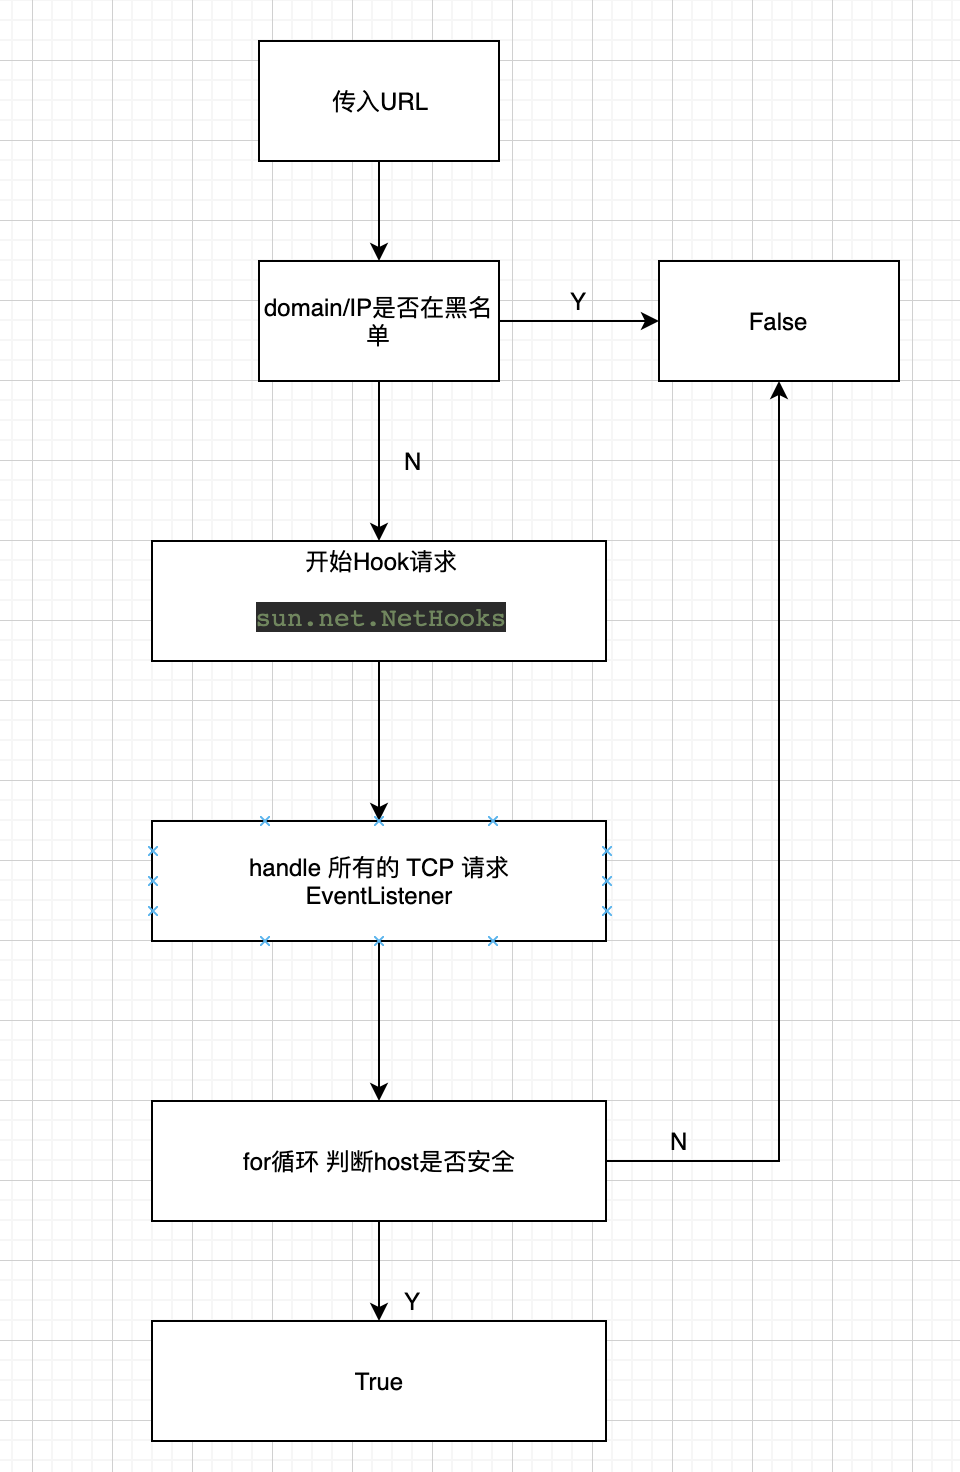 传入URL
domain/IP是否在黑名
单
Y
False
N
开始Hook请求
sun.net.NetHooks
handle 所有的 TCP 请求
EventListener
for循环 判断host是否安全
N
Y
True